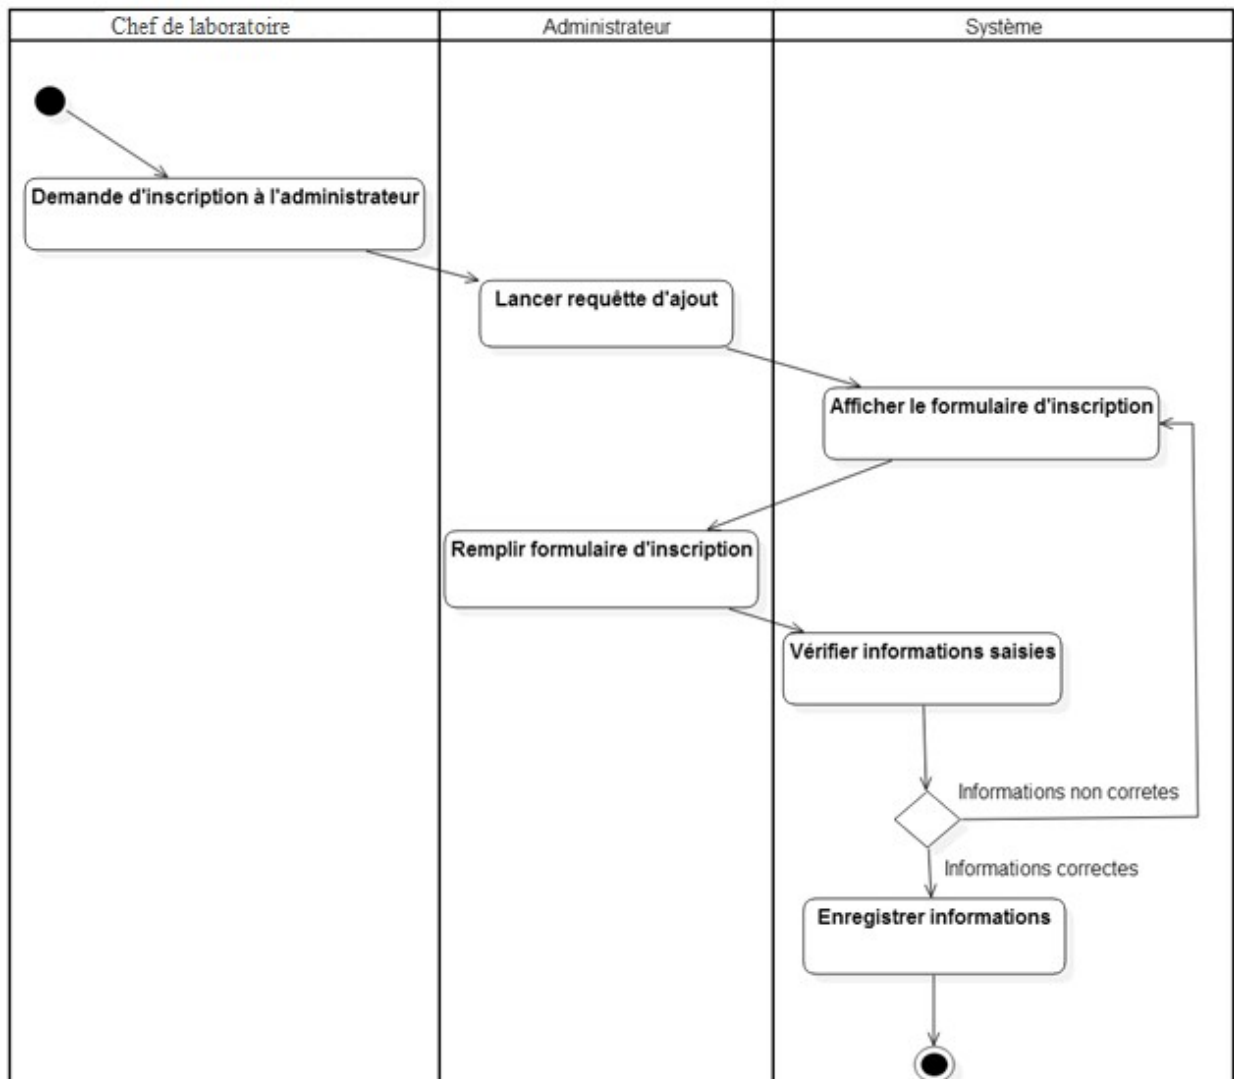 Chef de laboratoire
Administrateur
Système
Demande d'inscription à l'administrateur
Lancer requêtte d'ajout
Afficher le formulaire d'inscription
Remplir formulaire d'inscription
Vérifier informations saisies
Informations non corretes
Informations correctes
Enregistrer informations